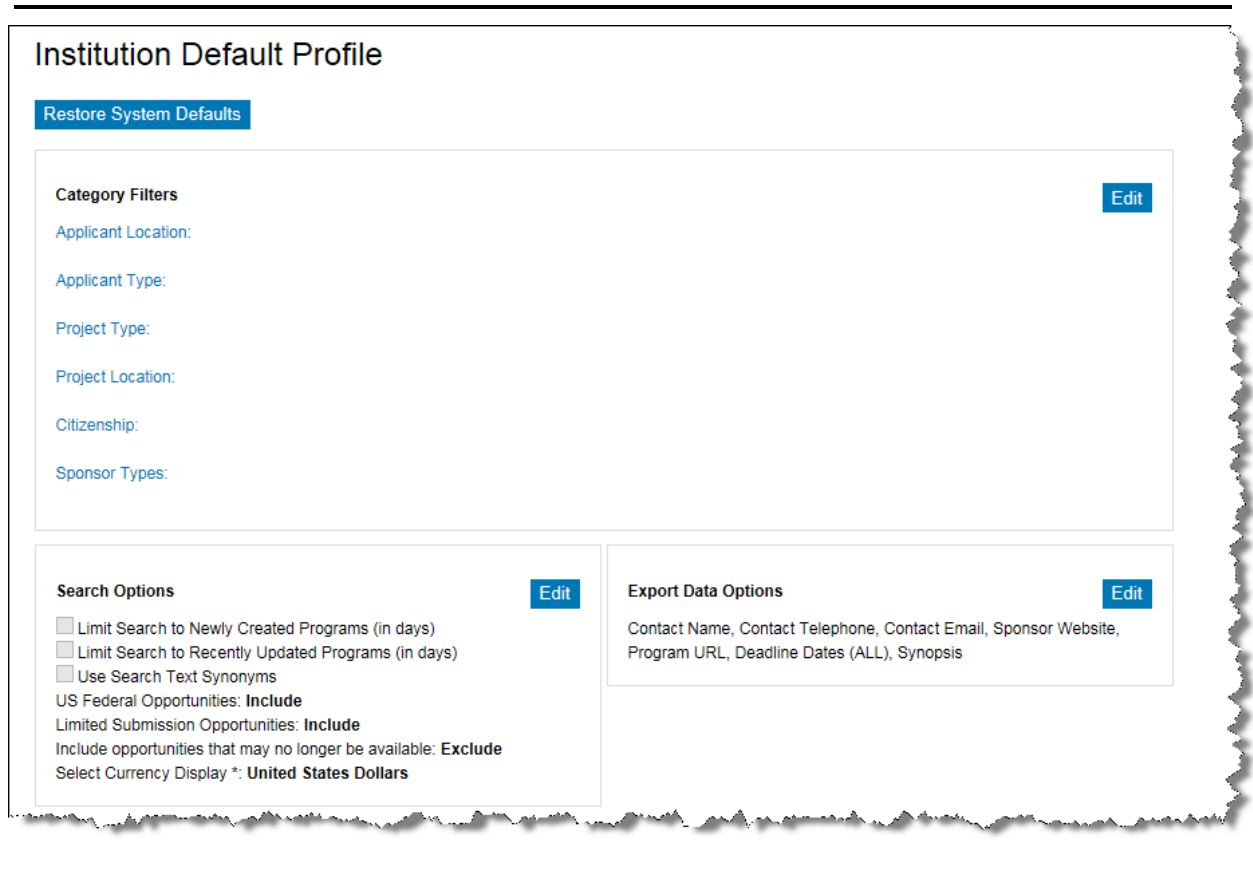 Institution Default Profile
Restore System Defaults
Category Filters
Edit
Applicant Location:
Applicant Type:
Project Type:
Project Location:
Citizenship:
Sponsor Types:
Search Options
Edit
Limit Search to Newly Created Programs (in days)
Limit Search to Recently Updated Programs (in days)
Use Search Text Synonyms
US Federal Opportunities: Include
Limited Submission Opportunities: Include
Include opportunities that may no longer be available: Exclude
Select Currency Display *: United States Dollars
Export Data Options
Edit
Contact Name, Contact Telephone, Contact Email, Sponsor Website,
Program URL, Deadline Dates (ALL), Synopsis